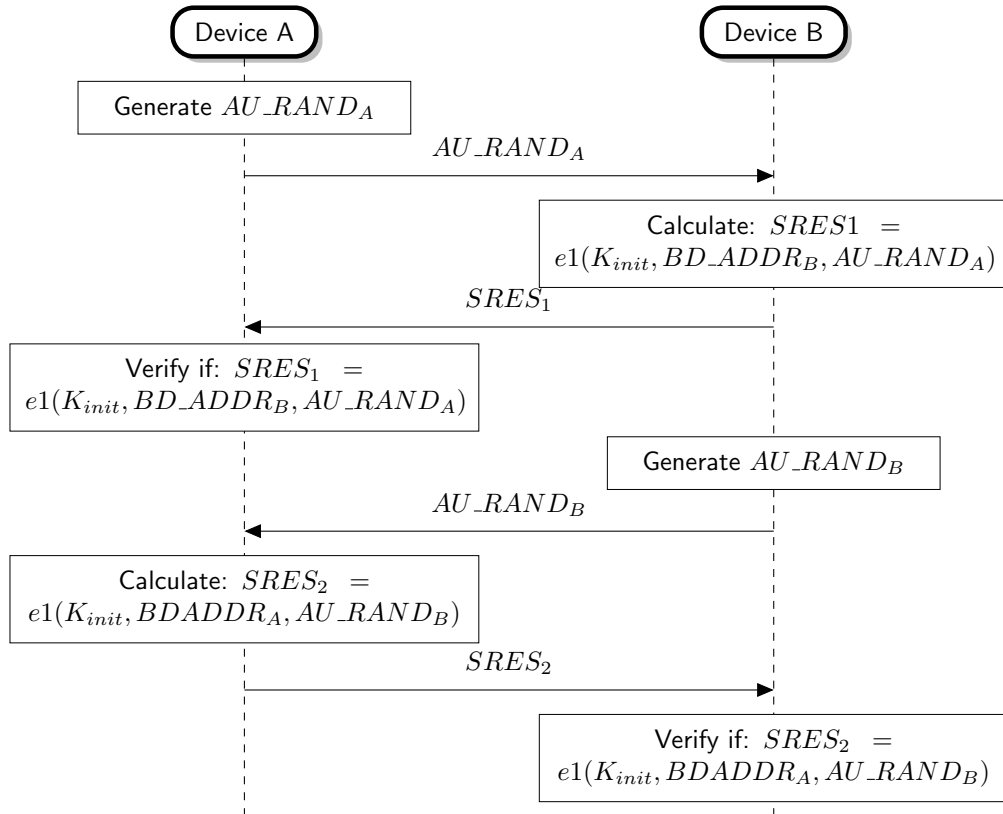 Device A
Device B
Generate AU_RAND_A
AU_RAND_A
Calculate: SRES1 =
e1(K_init, BD_ADDR_B, AU_RAND_A)
SRES_1
Verify if: SRES_1 =
e1(K_init, BD_ADDR_B, AU_RAND_A)
Generate AU_RAND_B
AU_RAND_B
Calculate: SRES_2 =
e1(K_init, BDADDR_A, AU_RAND_B)
SRES_2
Verify if: SRES_2 =
e1(K_init, BDADDR_A, AU_RAND_B)